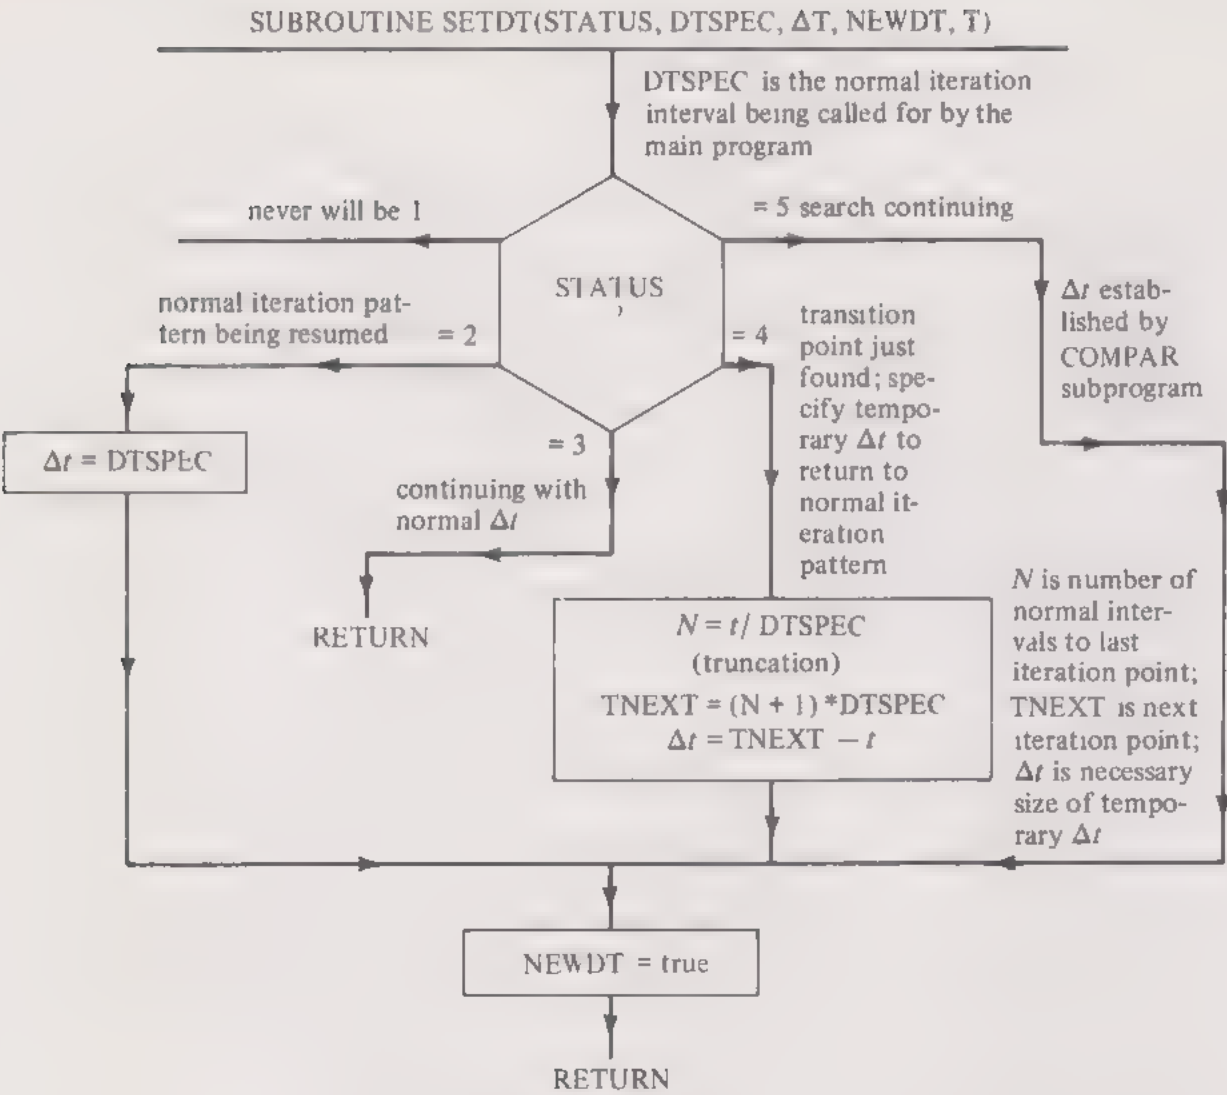 SUBROUTINE SETDT(STATUS, DTSPEC, ΔT, NEWDT, T)
DTSPEC is the normal iteration
interval being called for by the
main program
never will be 1
= 5 search continuing
STATUS
?
normal iteration pat-
tern being resumed
= 2
= 4
transition
point just
found; spe-
cify tempo-
rary Δt to
return to
normal it-
eration
pattern
Δt estab-
lished by
COMPAR
subprogram
Δt = DTSPEC
= 3
continuing with
normal Δt
RETURN
N = t/ DTSPEC
(truncation)
TNEXT = (N + 1) *DTSPEC
Δt = TNEXT − t
N is number of
normal inter-
vals to last
iteration point;
TNEXT is next
iteration point;
Δt is necessary
size of tempo-
rary Δt
NEWDT = true
RETURN